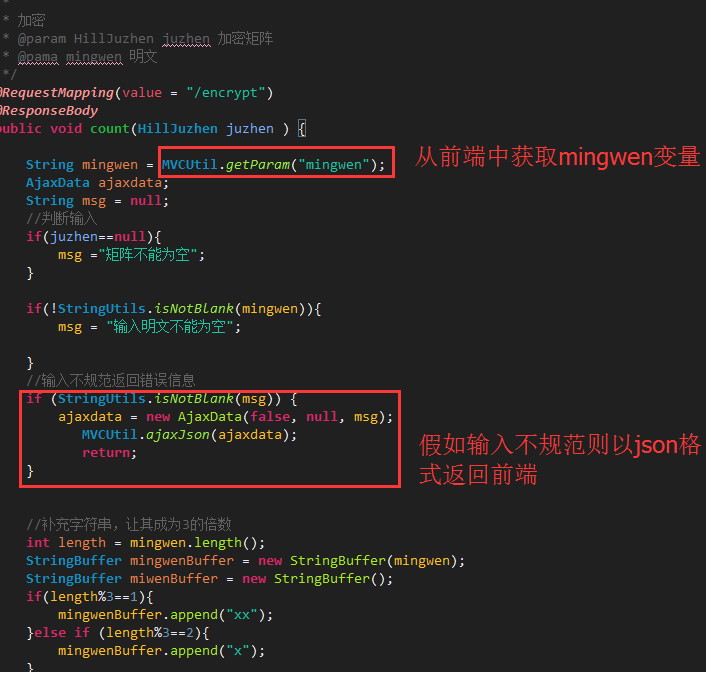 *
* 加密
* @param HillJuzhen juzhen 加密矩阵
* @pama mingwen 明文
*/
@RequestMapping(value = "/encrypt")
@ResponseBody
public void count(HillJuzhen juzhen ) {
String mingwen = MVCUtil.getParam("mingwen");
从前端中获取mingwen变量
AjaxData ajaxdata;
String msg = null;
//判断输入
if(juzhen==null){
msg ="矩阵不能为空";
}
if(!StringUtils.isNotBlank(mingwen)){
msg = "输入明文不能为空";
}
//输入不规范返回错误信息
if (StringUtils.isNotBlank(msg)) {
ajaxdata = new AjaxData(false, null, msg);
MVCUtil.ajaxJson(ajaxdata);
return;
}
假如输入不规范则以json格
式返回前端
//补充字符串，让其成为3的倍数
int length = mingwen.length();
StringBuffer mingwenBuffer = new StringBuffer(mingwen);
StringBuffer miwenBuffer = new StringBuffer();
if(length%3==1){
mingwenBuffer.append("xx");
}else if (length%3==2){
mingwenBuffer.append("x");
}